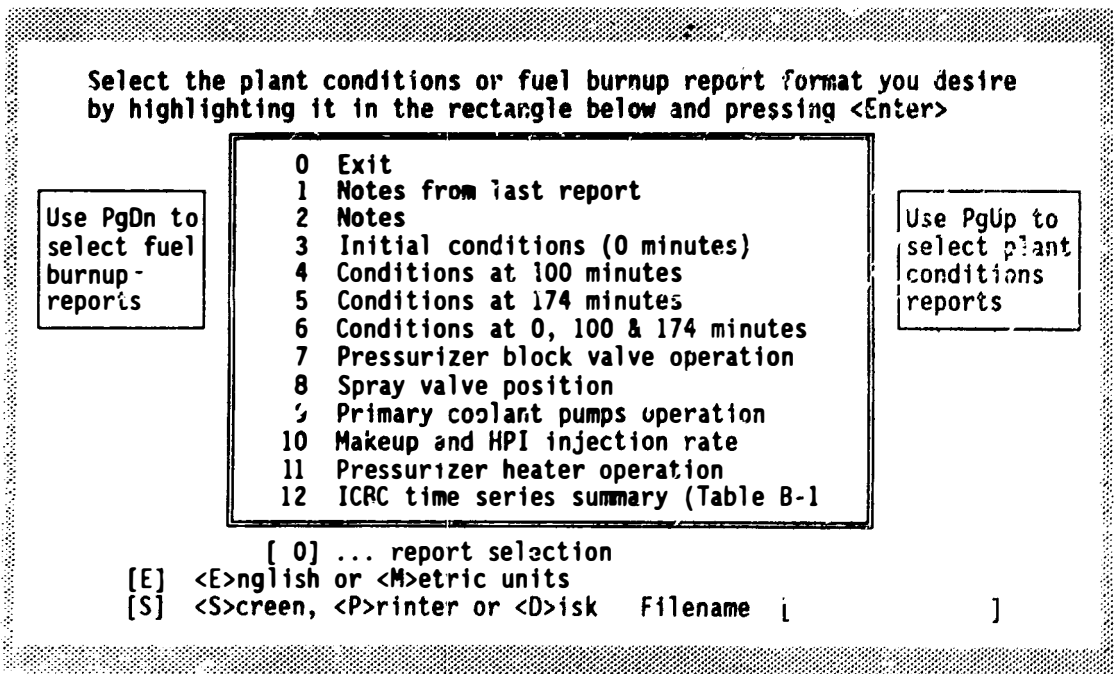 Select the plant conditions or fuel burnup report format you desire
by highlighting it in the rectangle below and pressing <Enter>
Use PgDn to
select fuel
burnup-
reports
0 Exit
1 Notes from last report
2 Notes
3 Initial conditions (0 minutes)
4 Conditions at 100 minutes
5 Conditions at 174 minutes
6 Conditions at 0, 100 & 174 minutes
7 Pressurizer block valve operation
8 Spray valve position
9 Primary coolant pumps operation
10 Makeup and HPI injection rate
11 Pressurizer heater operation
12 ICBC time series summary (Table B-1
Use PgUp to
select plant
conditions
reports
[ 0] ... report selection
[E] <E>nglish or <M>etric units
[S] <S>creen, <P>rinter or <D>isk Filename [ ]